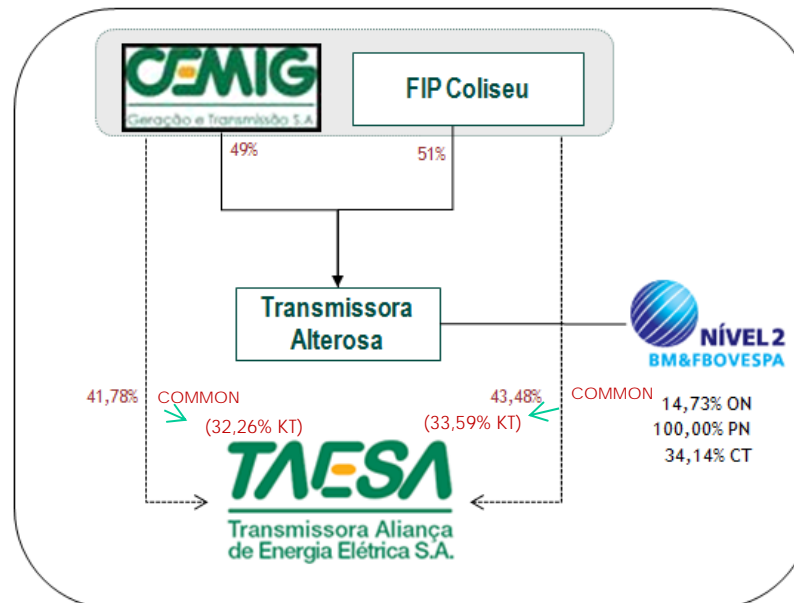 CEMIG
Geração e Transmissão S.A
FIP Coliseu
49%
51%
Transmissora
Alterosa
NÍVEL 2
BM&FBOVESPA
41,78%
COMMON
(32,26% KT)
43,48%
COMMON
(33,59% KT)
14,73% ON
100,00% PN
34,14% CT
TAESA
Transmissora Aliança
de Energia Elétrica S.A.